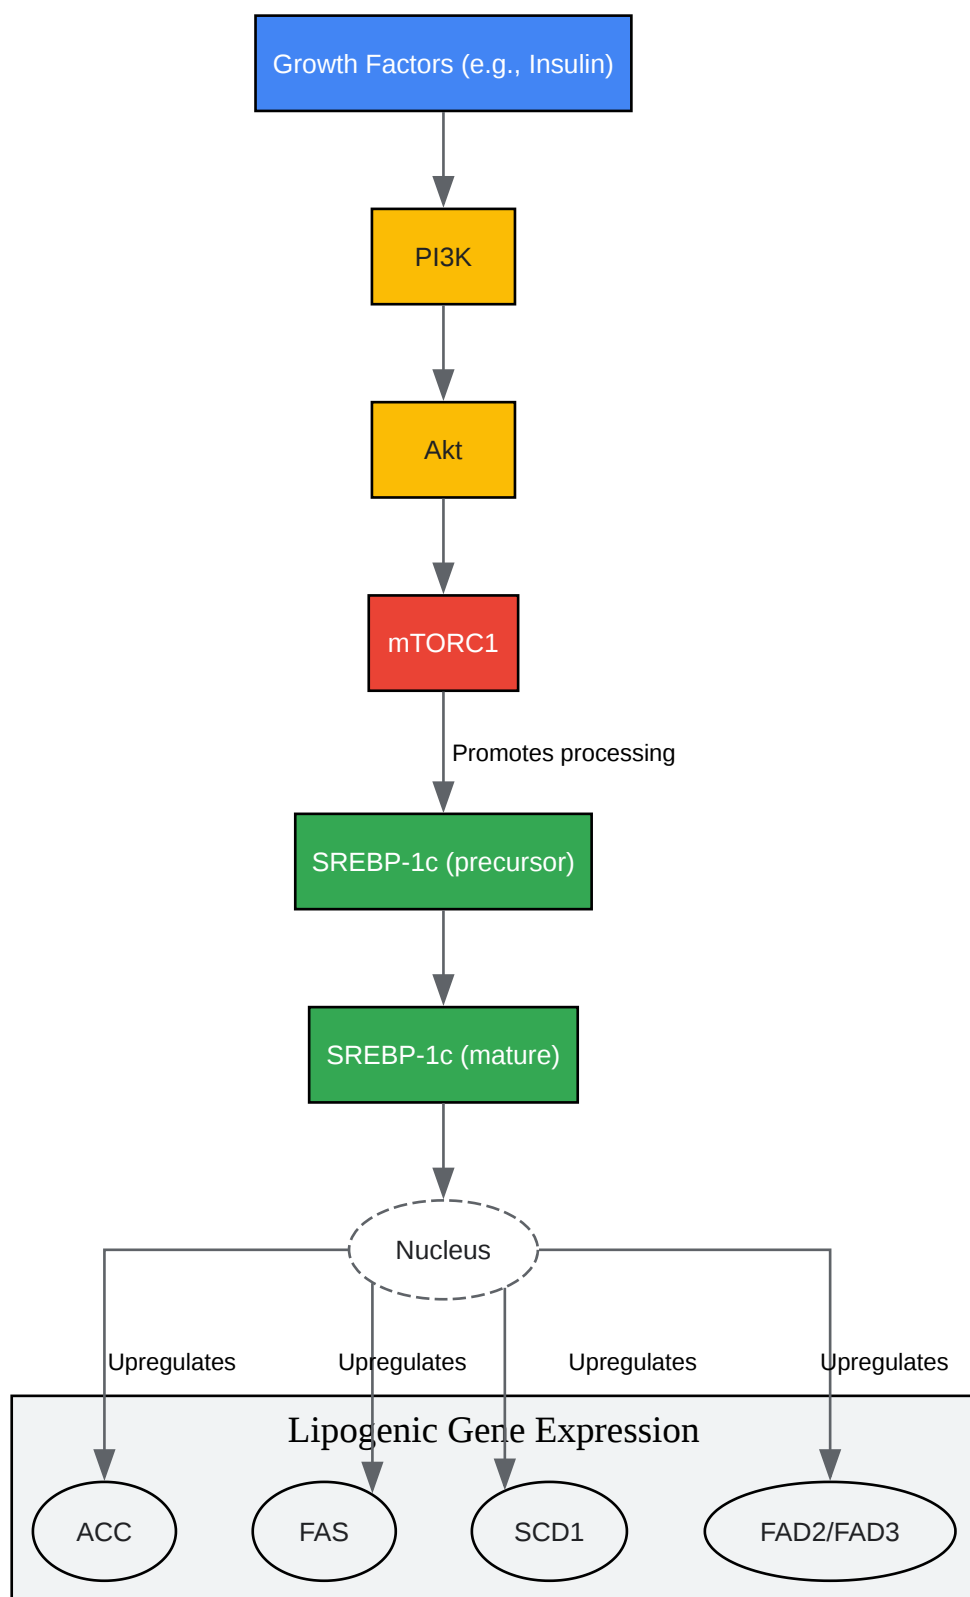 Growth Factors (e.g., Insulin)
PI3K
Akt
mTORC1
Promotes processing
SREBP-1c (precursor)
SREBP-1c (mature)
Nucleus
Upregulates
Upregulates
Upregulates
Upregulates
Lipogenic Gene Expression
ACC
FAS
SCD1
FAD2/FAD3